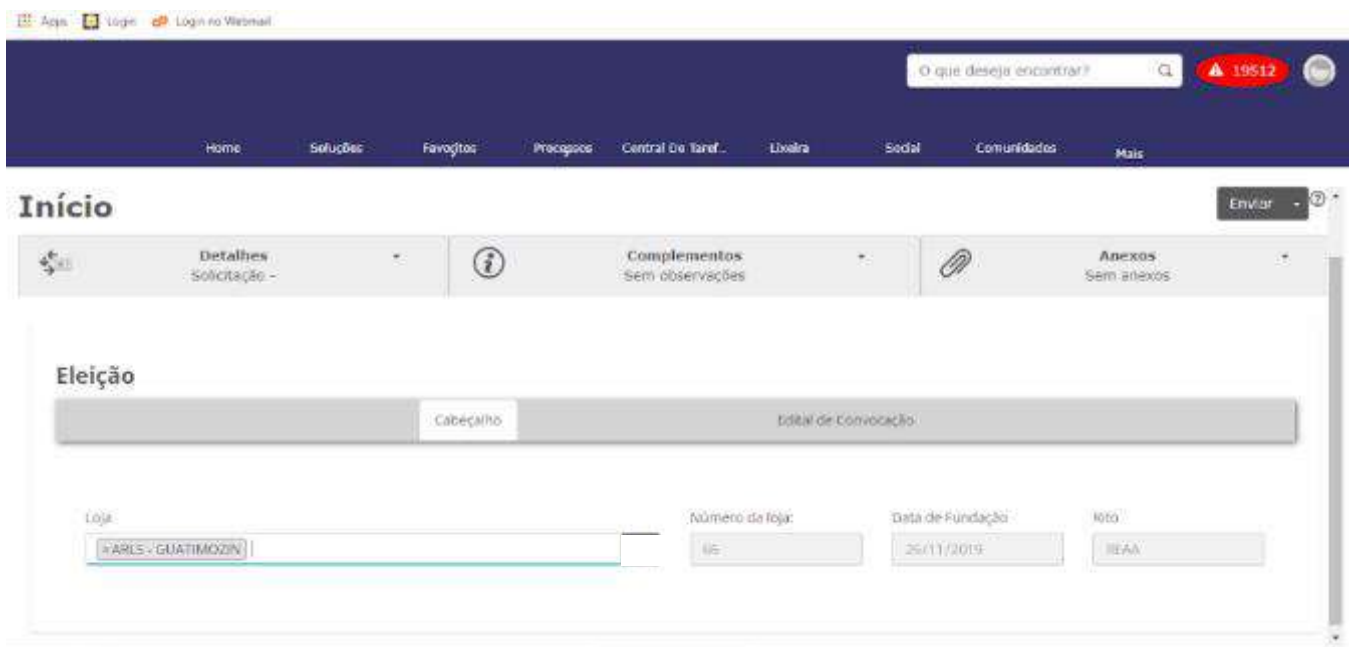 Apps Login Login no Webmail
O que deseja encontrar? 19512
Home Soluções Favoritos Processos Central De Taref... Lixeira Social Comunidades Mais
Início
Enviar
Detalhes Complementos Anexos
Solicitação - Sem observações Sem anexos
Eleição
Cabeçalho Edital de Convocação
Loja Número da loja: Data de Fundação Rito
×ARLS - GUATIMOZIN 26/11/2019 REAA